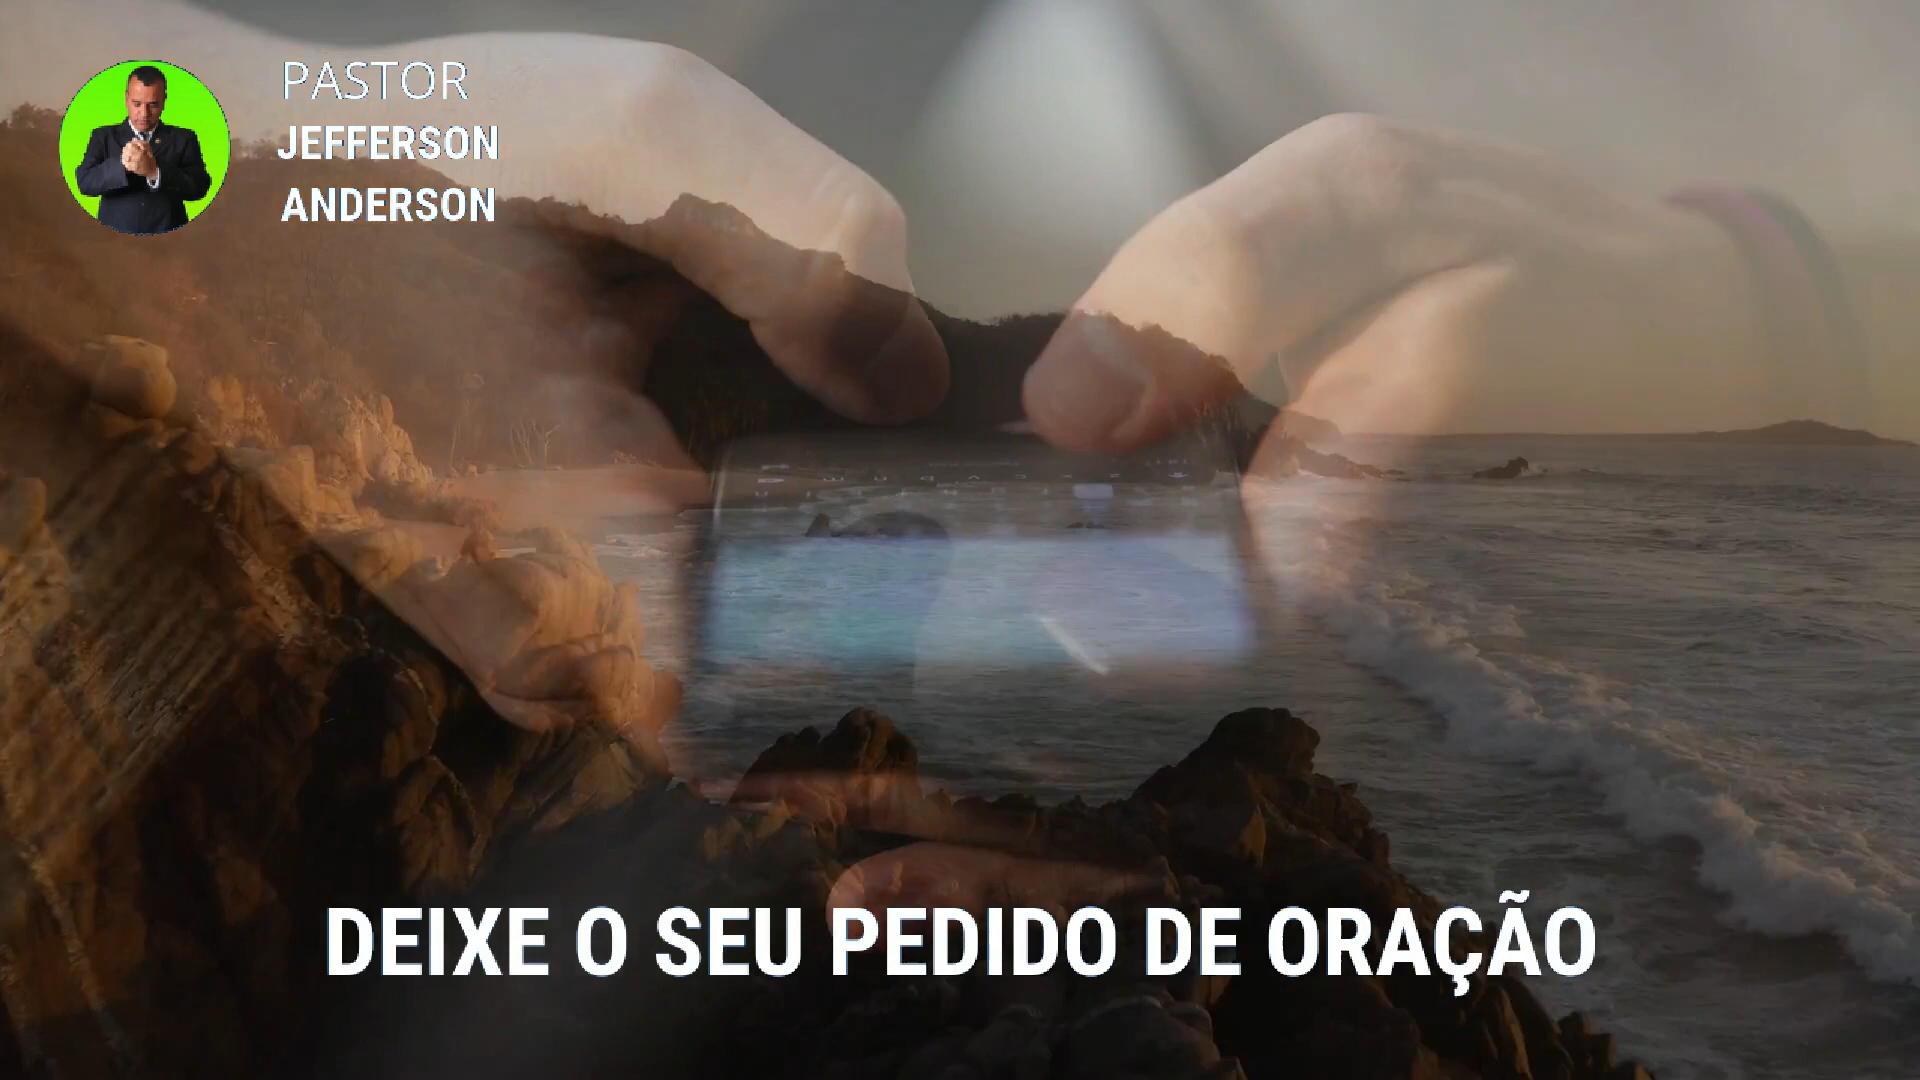 PASTOR
JEFFERSON
ANDERSON
DEIXE O SEU PEDIDO DE ORAÇÃO